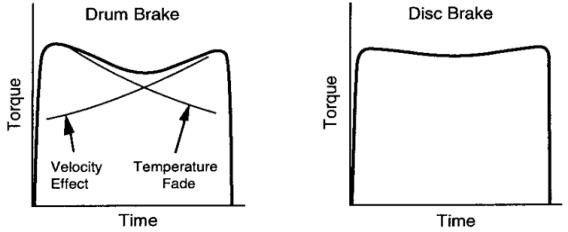 Drum Brake
Torque
Velocity
Effect
Temperature
Fade
Time
Disc Brake
Torque
Time